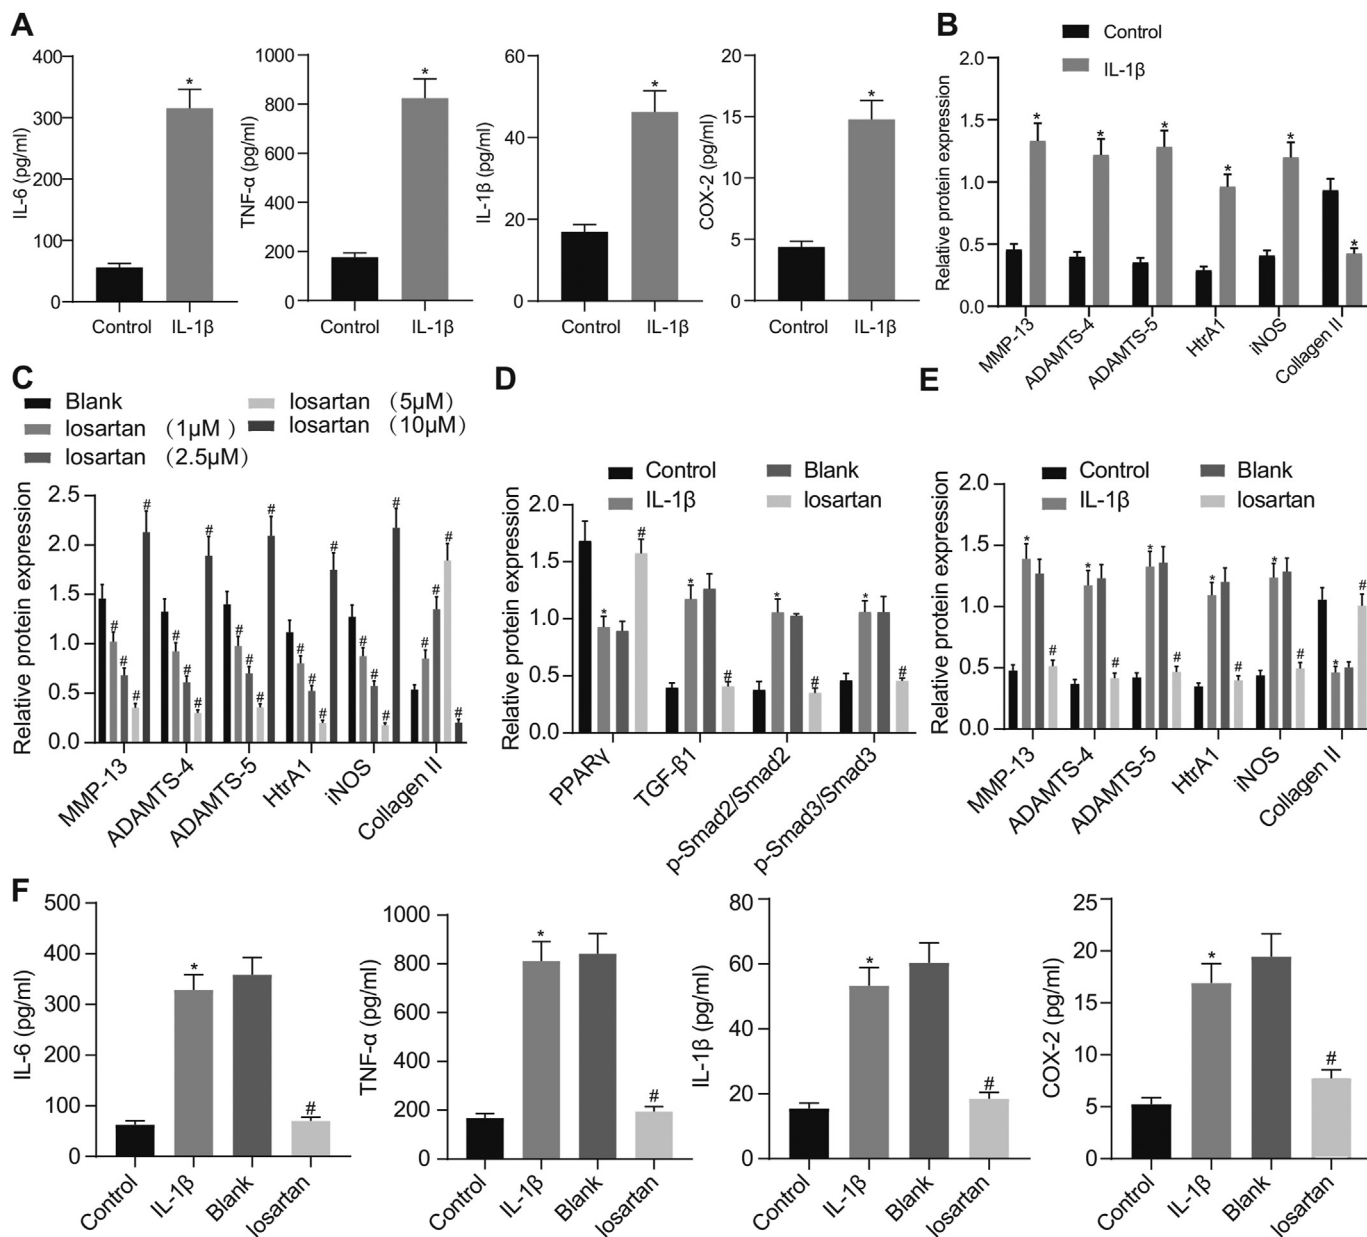 A
IL-6 (pg/ml)
400
300
200
100
0
*
Control
IL-1β
TNF-α (pg/ml)
1000
800
600
400
200
0
*
Control
IL-1β
IL-1β (pg/ml)
60
40
20
0
*
Control
IL-1β
COX-2 (pg/ml)
20
15
10
5
0
*
Control
IL-1β
B
Control
IL-1β
Relative protein expression
2.0
1.5
1.0
0.5
0.0
* * * * * *
MMP-13
ADAMTS-4
ADAMTS-5
HtrA1
iNOS
Collagen II
C
Blank
losartan (1μM)
losartan (2.5μM)
losartan (5μM)
losartan (10μM)
Relative protein expression
2.5
2.0
1.5
1.0
0.5
0.0
# # # #
# # # #
# # # #
# # # #
# # # #
# # # #
MMP-13
ADAMTS-4
ADAMTS-5
HtrA1
iNOS
Collagen II
D
Control
IL-1β
Blank
losartan
Relative protein expression
2.0
1.5
1.0
0.5
0.0
* #
* #
* #
* #
PPARγ
TGF-β1
p-Smad2/Smad2
p-Smad3/Smad3
E
Control
IL-1β
Blank
losartan
Relative protein expression
2.0
1.5
1.0
0.5
0.0
* #
* #
* #
* #
* #
* #
MMP-13
ADAMTS-4
ADAMTS-5
HtrA1
iNOS
Collagen II
F
IL-6 (pg/ml)
500
400
300
200
100
0
*
#
Control
IL-1β
Blank
losartan
TNF-α (pg/ml)
1000
800
600
400
200
0
*
#
Control
IL-1β
Blank
losartan
IL-1β (pg/ml)
80
60
40
20
0
*
#
Control
IL-1β
Blank
losartan
COX-2 (pg/ml)
25
20
15
10
5
0
*
#
Control
IL-1β
Blank
losartan